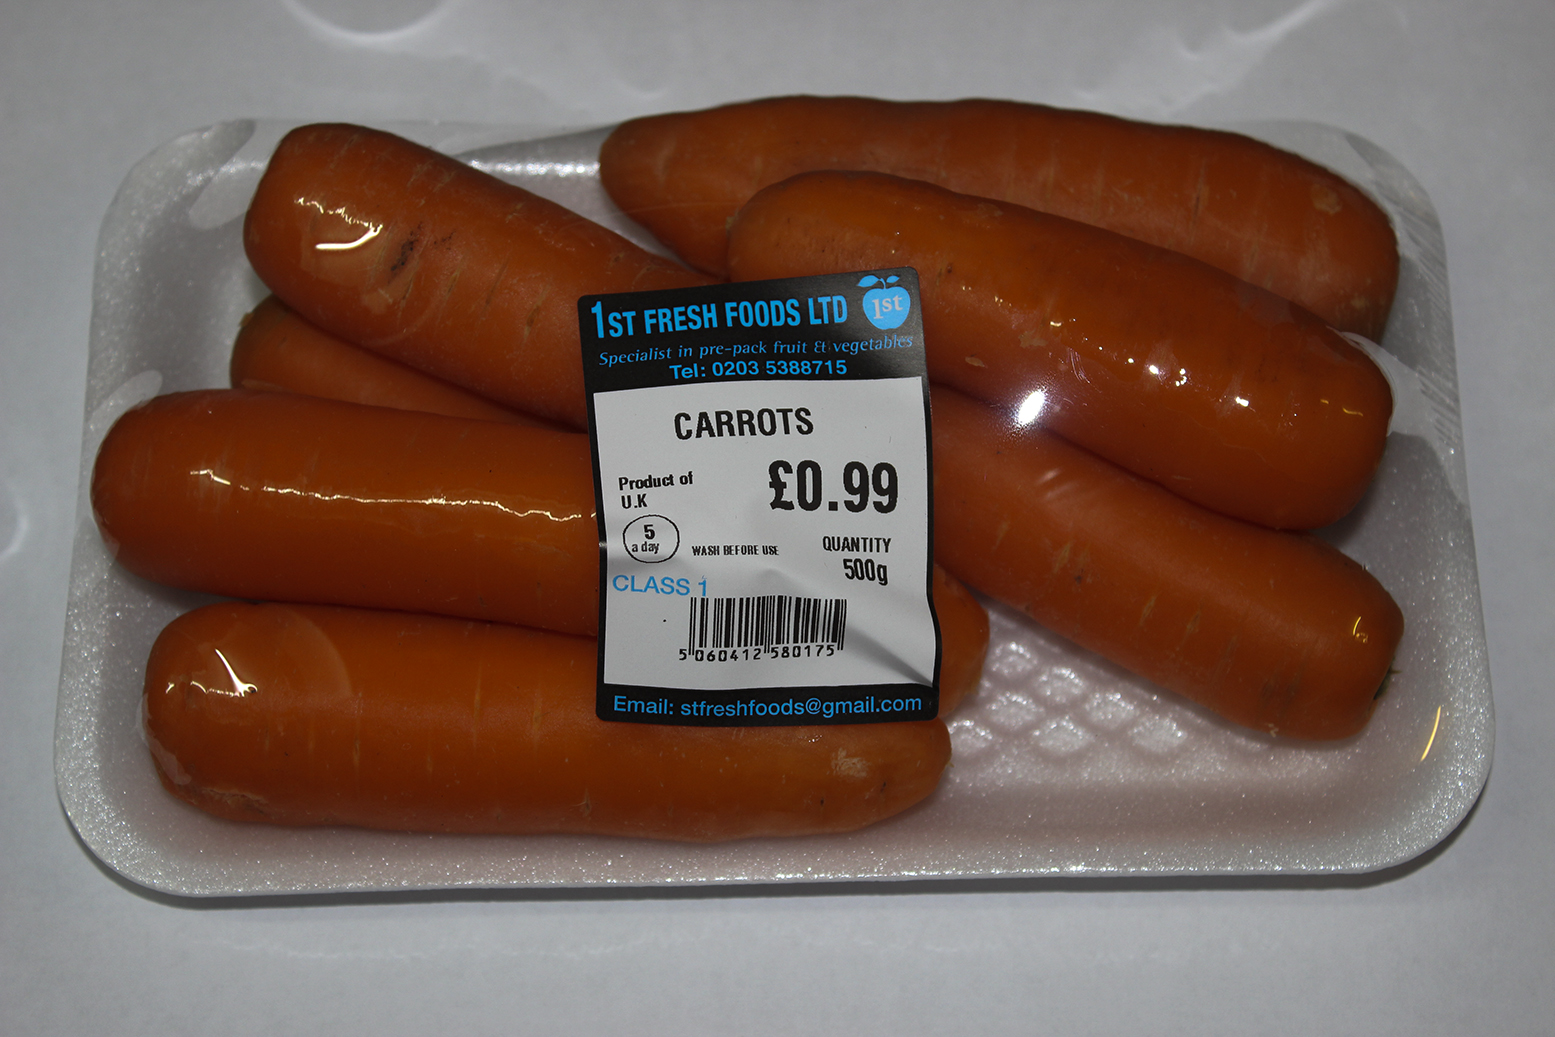 1ST FRESH FOODS LTD
1st
Specialist in pre-pack fruit & vegetables
Tel: 0203 5388715
CARROTS
Product of
U.K
£0.99
5
a day
WASH BEFORE USE
QUANTITY
500g
CLASS 1
5 060412 580175
Email: stfreshfoods@gmail.com